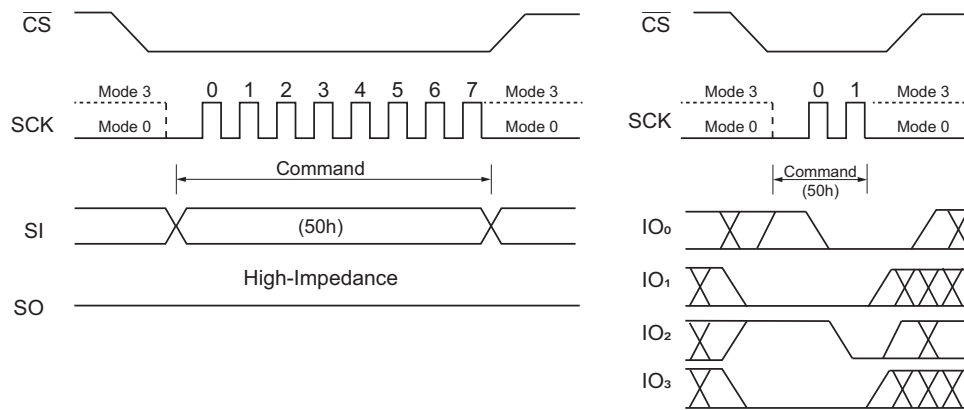 CS
Mode 3
0 1 2 3 4 5 6 7
Mode 3
SCK
Mode 0
Mode 0
Command
SI
(50h)
High-Impedance
SO
CS
Mode 3
0 1
Mode 3
SCK
Mode 0
Mode 0
Command
(50h)
IO₀
IO₁
IO₂
IO₃